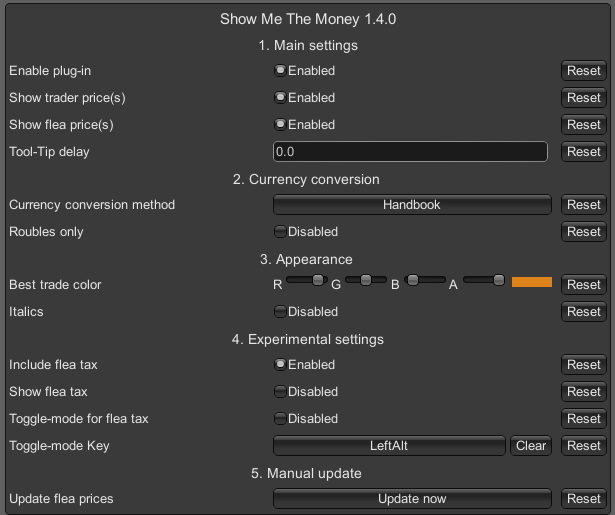 Show Me The Money 1.4.0
1. Main settings
Enable plug-in Enabled Reset
Show trader price(s) Enabled Reset
Show flea price(s) Enabled Reset
Tool-Tip delay 0.0 Reset
2. Currency conversion
Currency conversion method Handbook Reset
Roubles only Disabled Reset
3. Appearance
Best trade color R G B A Reset
Italics Disabled Reset
4. Experimental settings
Include flea tax Enabled Reset
Show flea tax Disabled Reset
Toggle-mode for flea tax Disabled Reset
Toggle-mode Key LeftAlt Clear Reset
5. Manual update
Update flea prices Update now Reset